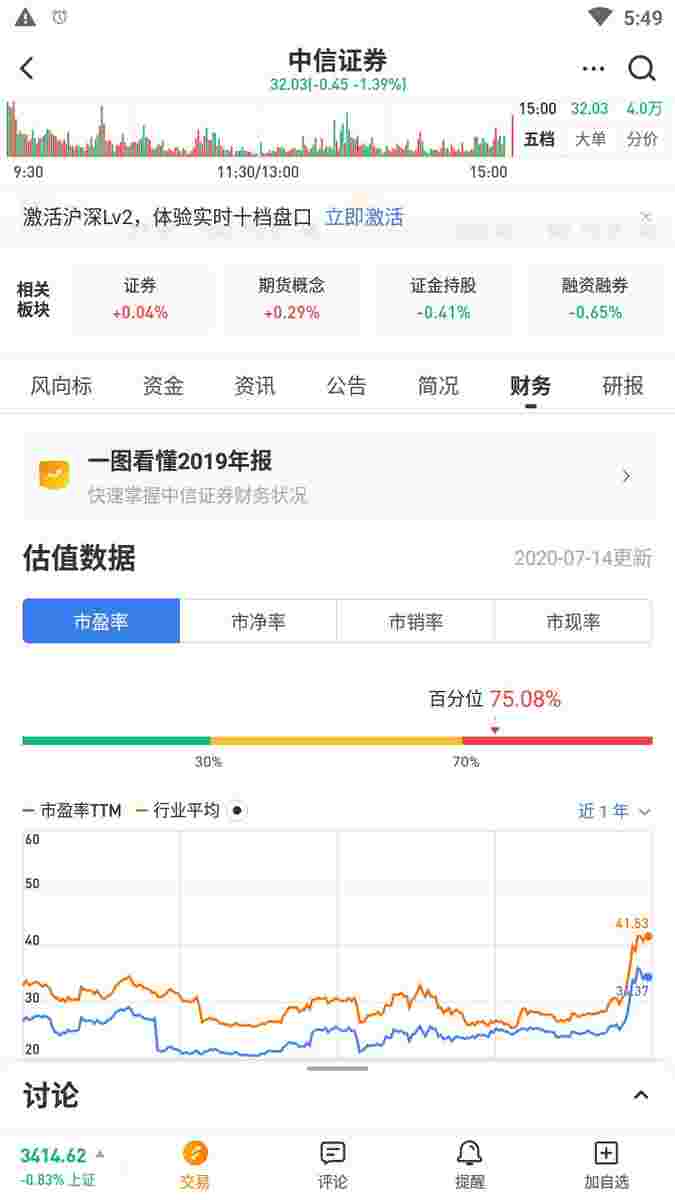 5:49
中信证券
32.03(-0.45 -1.39%)
15:00 32.03 4.0万
五档 大单 分价
9:30 11:30/13:00 15:00
激活沪深Lv2，体验实时十档盘口 立即激活
相关板块
证券 期货概念 证金持股 融资融券
+0.04% +0.29% -0.41% -0.65%
风向标 资金 资讯 公告 简况 财务 研报
一图看懂2019年报
快速掌握中信证券财务状况
估值数据 2020-07-14更新
市盈率 市净率 市销率 市现率
百分位 75.08%
30% 70%
市盈率TTM 行业平均 近1年
60
50
41.53
40
30
20
讨论
3414.62
-0.83% 上证
交易 评论 提醒 加自选